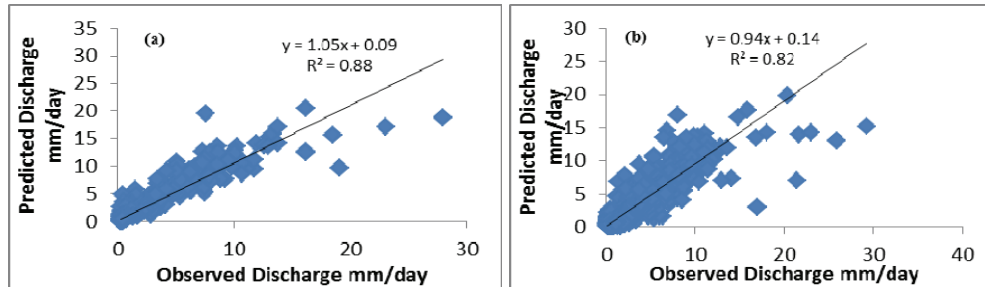 (a)
y = 1.05x + 0.09
R² = 0.88
Predicted Discharge
mm/day
35
30
25
20
15
10
5
0
0 10 20 30
Observed Discharge mm/day
(b)
y = 0.94x + 0.14
R² = 0.82
Predicted Discharge
mm/day
30
25
20
15
10
5
0
0 10 20 30 40
Observed Discharge mm/day